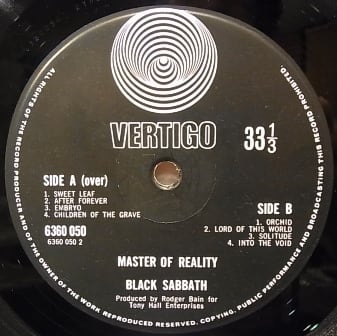 ALL RIGHTS OF THE RECORD PRODUCER AND OF THE OWNER OF THE WORK REPRODUCED RESERVED. COPYING, PUBLIC PERFORMANCE AND BROADCASTING THIS RECORD PROHIBITED.
VERTIGO
33 1/3
SIDE A (over)
1. SWEET LEAF
2. AFTER FOREVER
3. EMBRYO
4. CHILDREN OF THE GRAVE
6360 050
6360 050 2
SIDE B
1. ORCHID
2. LORD OF THIS WORLD
3. SOLITUDE
4. INTO THE VOID
MASTER OF REALITY
BLACK SABBATH
Produced by Rodger Bain for
Tony Hall Enterprises